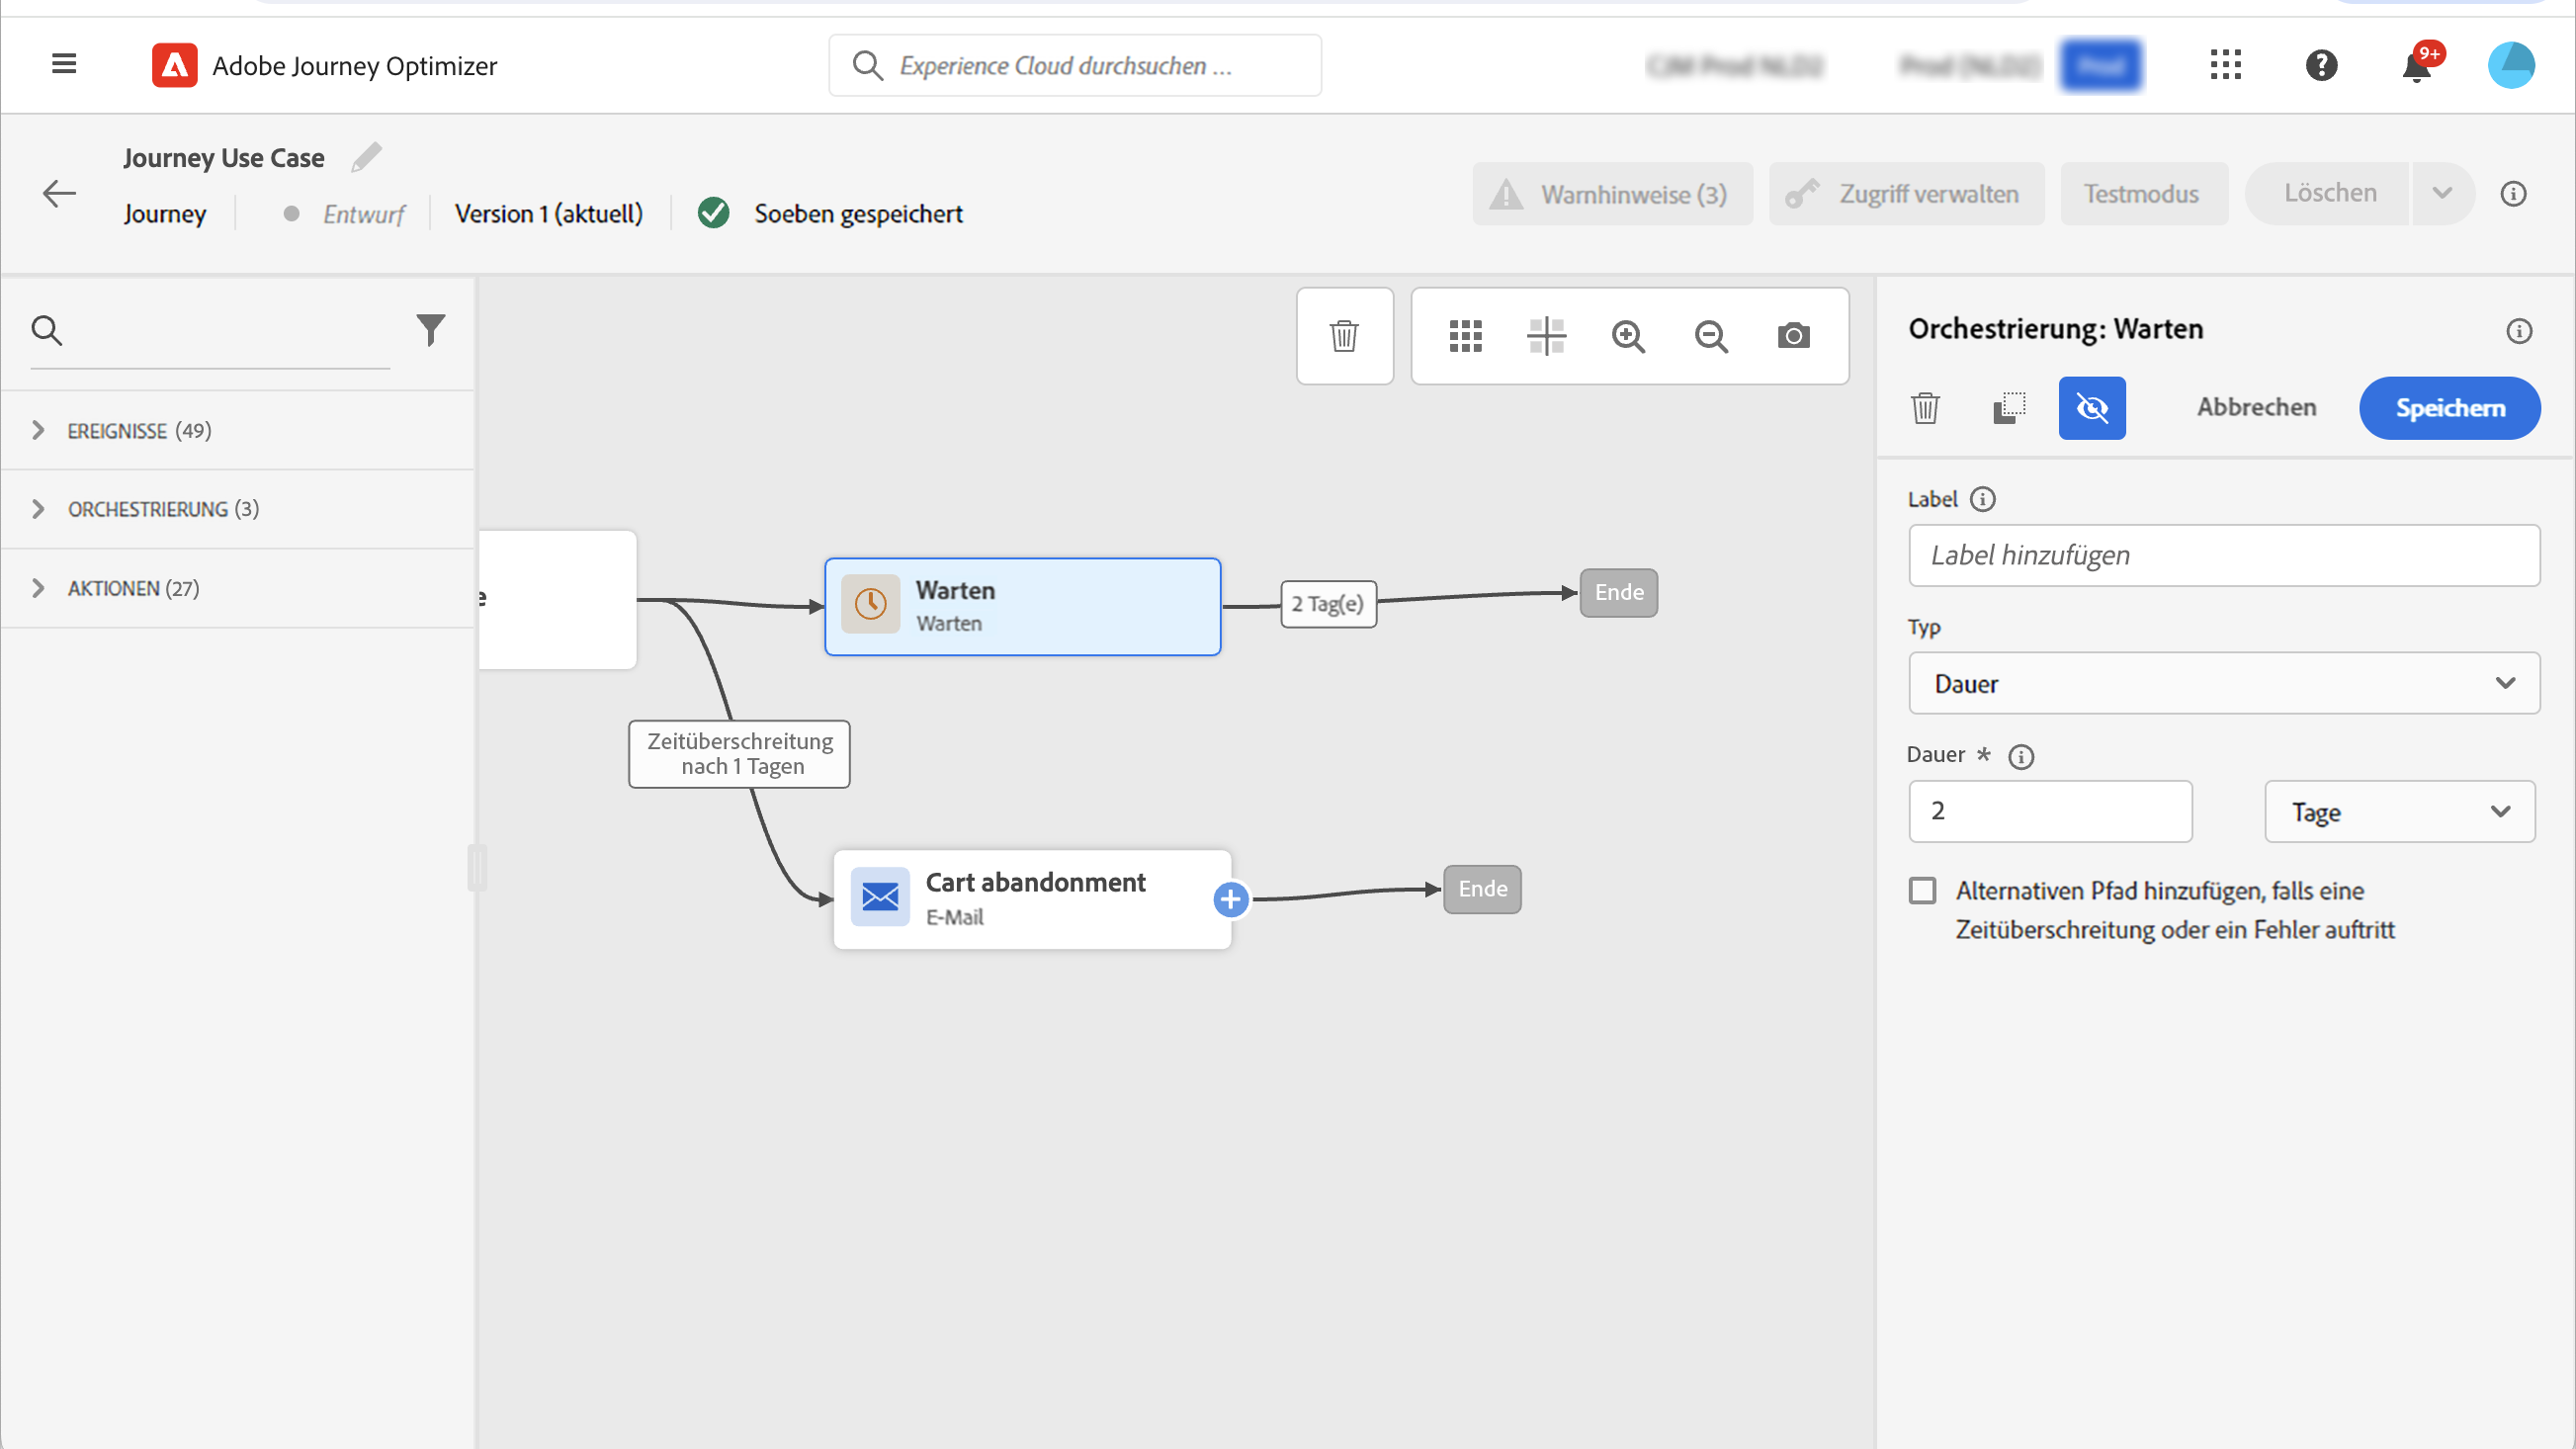 Adobe Journey Optimizer
Experience Cloud durchsuchen ...
9+
Journey Use Case
Journey
Entwurf
Version 1 (aktuell)
Soeben gespeichert
Warnhinweise (3)
Zugriff verwalten
Testmodus
Löschen
EREIGNISSE (49)
ORCHESTRIERUNG (3)
AKTIONEN (27)
e
Warten
Warten
2 Tag(e)
Ende
Zeitüberschreitung
nach 1 Tagen
Cart abandonment
E-Mail
Ende
Orchestrierung: Warten
Abbrechen
Speichern
Label
Label hinzufügen
Typ
Dauer
Dauer *
2
Tage
Alternativen Pfad hinzufügen, falls eine
Zeitüberschreitung oder ein Fehler auftritt